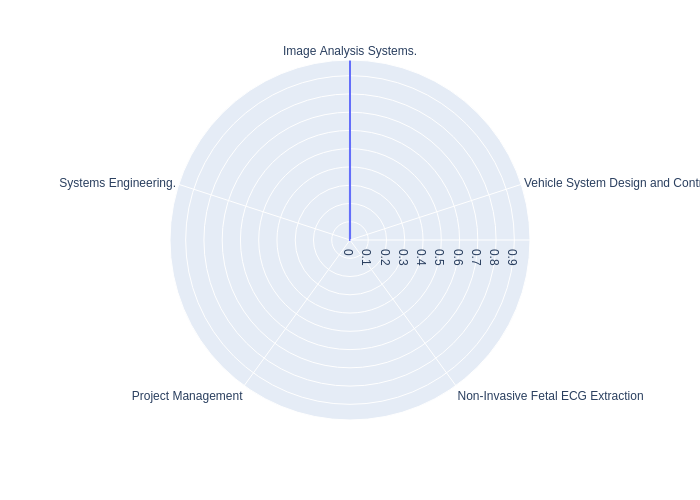 Image Analysis Systems.
Systems Engineering.
Vehicle System Design and Contr
0
0.1
0.2
0.3
0.4
0.5
0.6
0.7
0.8
0.9
Project Management
Non-Invasive Fetal ECG Extraction